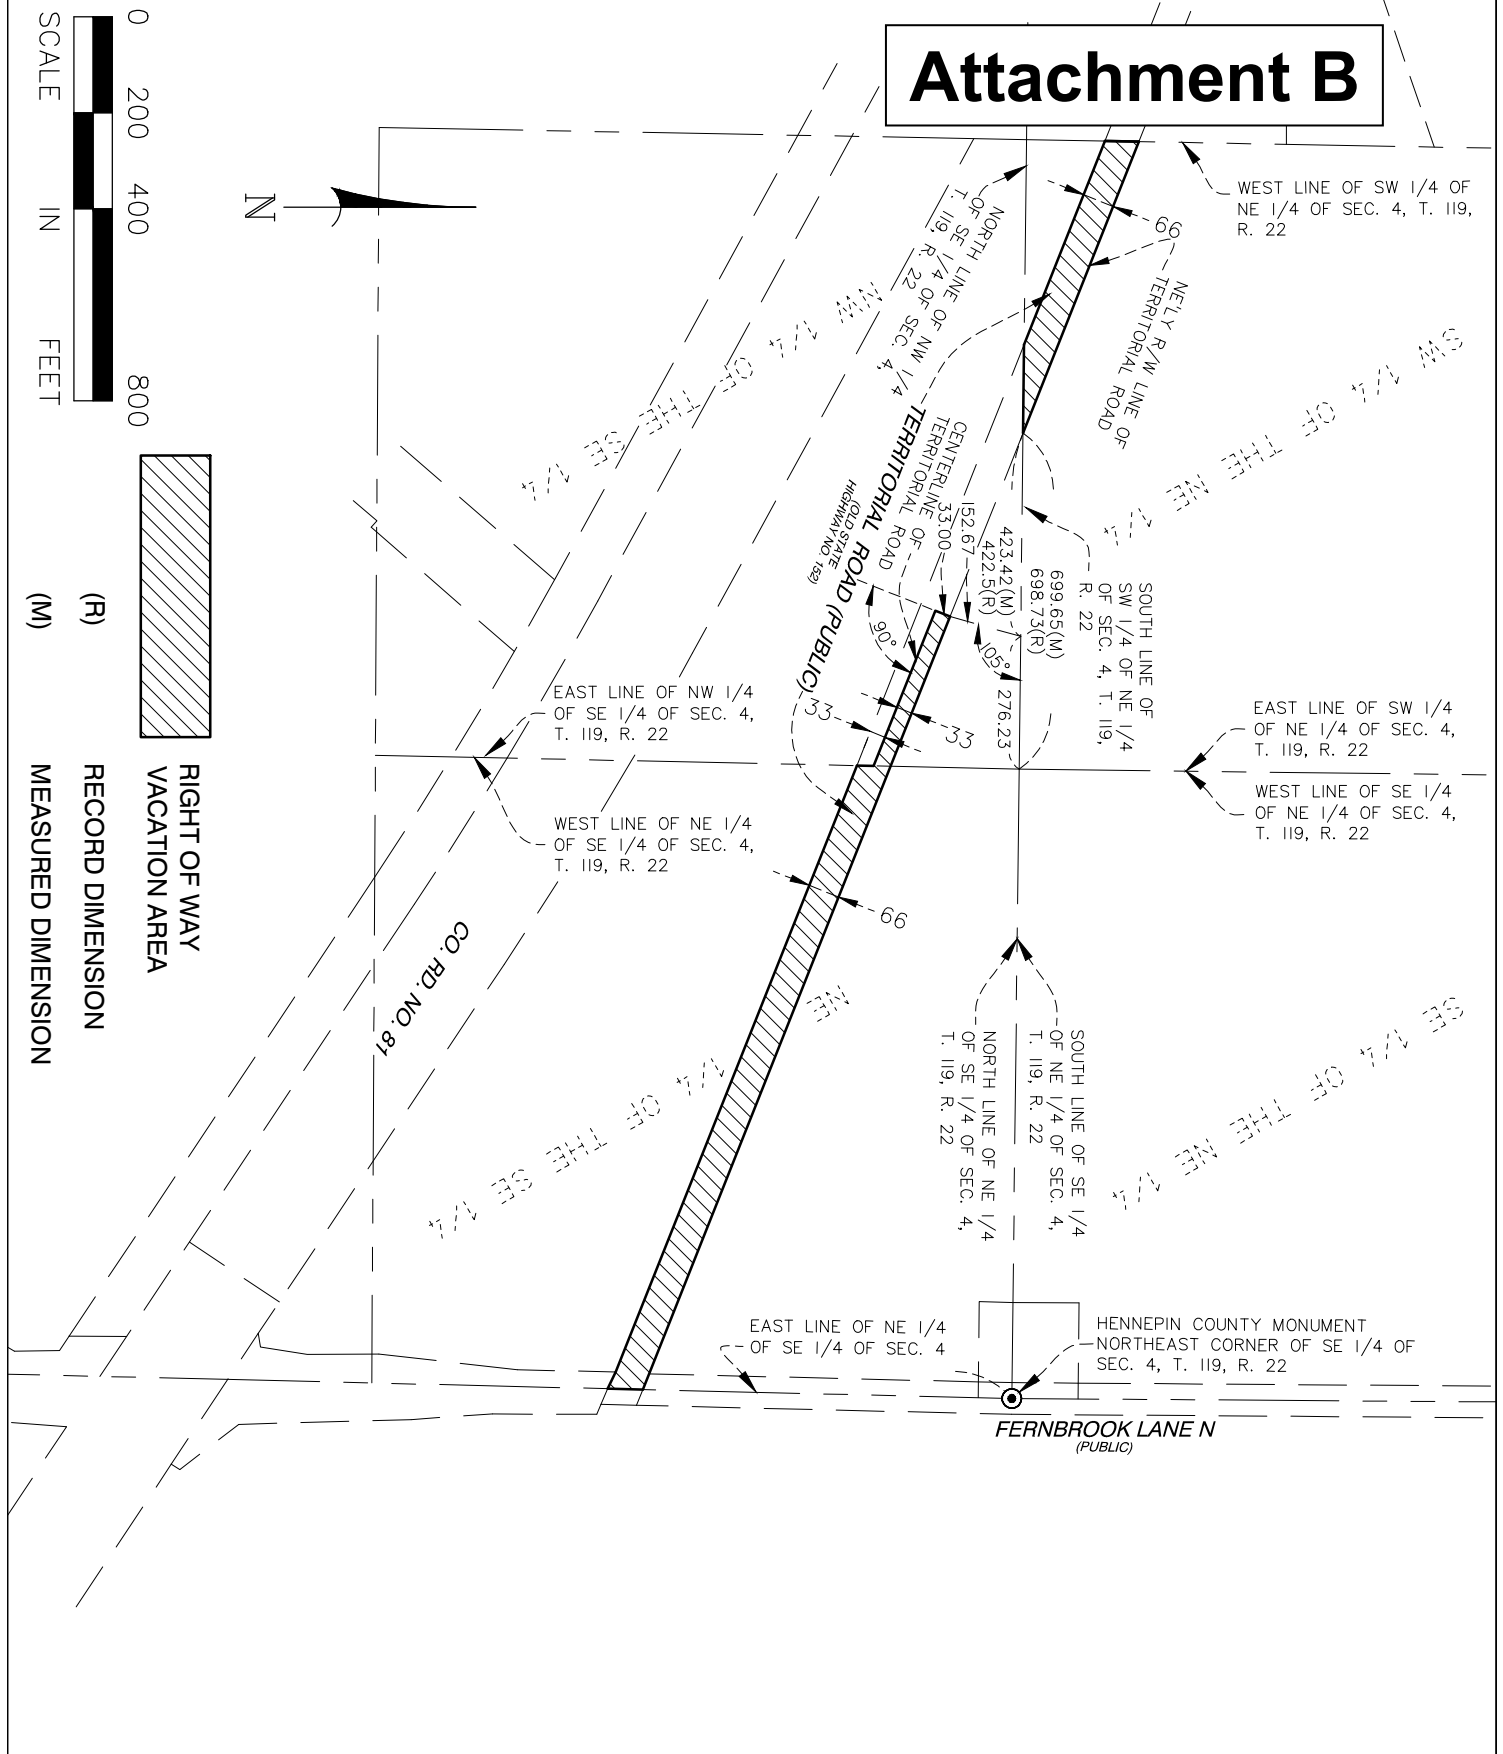 Attachment B
WEST LINE OF SW 1/4 OF
NE 1/4 OF SEC. 4, T. 119,
R. 22
66
NE'LY R/W LINE OF
TERRITORIAL ROAD
SW 1/4 OF THE NE 1/4
NORTH LINE OF NW 1/4
OF SE 1/4 OF SEC. 4,
T. 119, R. 22
NW 1/4 OF THE SE 1/4
N
0
200
400
800
SCALE
IN
FEET
CENTERLINE OF
TERRITORIAL ROAD
TERRITORIAL ROAD (PUBLIC)
(OLD STATE
HIGHWAY NO. 152)
33.00
152.67
423.42(M)
422.5(R)
699.65(M)
698.73(R)
90°
105°
276.23
33
33
SOUTH LINE OF
SW 1/4 OF NE 1/4
OF SEC. 4, T. 119,
R. 22
EAST LINE OF NW 1/4
OF SE 1/4 OF SEC. 4,
T. 119, R. 22
EAST LINE OF SW 1/4
OF NE 1/4 OF SEC. 4,
T. 119, R. 22
WEST LINE OF SE 1/4
OF NE 1/4 OF SEC. 4,
T. 119, R. 22
WEST LINE OF NE 1/4
OF SE 1/4 OF SEC. 4,
T. 119, R. 22
66
RIGHT OF WAY
VACATION AREA
(R)
RECORD DIMENSION
(M)
MEASURED DIMENSION
CO. RD. NO. 81
NE
1/4 OF THE SE 1/4
SE 1/4 OF THE NE 1/4
SOUTH LINE OF SE 1/4
OF NE 1/4 OF SEC. 4,
T. 119, R. 22
NORTH LINE OF NE 1/4
OF SE 1/4 OF SEC. 4,
T. 119, R. 22
EAST LINE OF NE 1/4
OF SE 1/4 OF SEC. 4
HENNEPIN COUNTY MONUMENT
NORTHEAST CORNER OF SE 1/4 OF
SEC. 4, T. 119, R. 22
FERNBROOK LANE N
(PUBLIC)